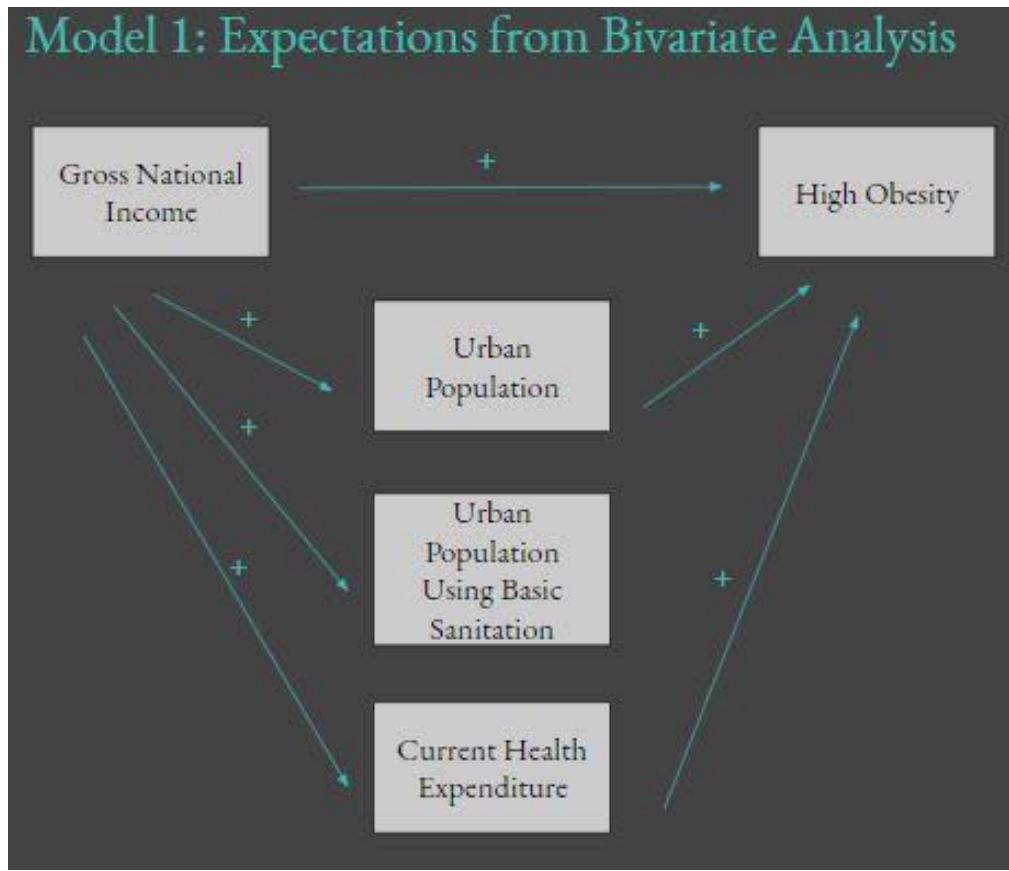 Model 1: Expectations from Bivariate Analysis
Gross National
Income
+
High Obesity
+
Urban
Population
+
+
Urban
Population
Using Basic
Sanitation
+
+
Current Health
Expenditure